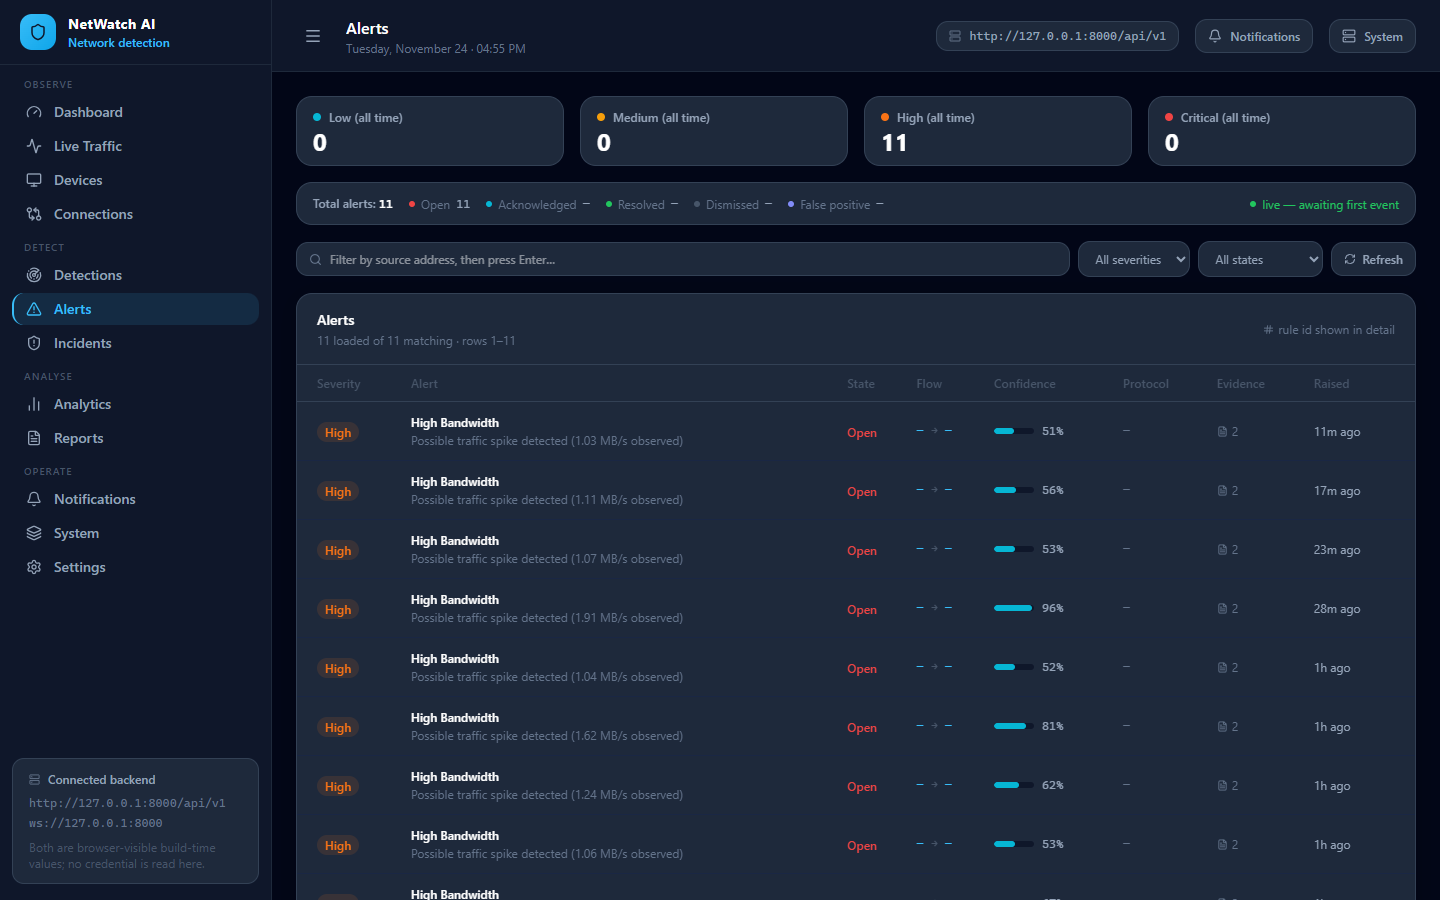 NetWatch AI
Network detection
OBSERVE
Dashboard
Live Traffic
Devices
Connections
DETECT
Detections
Alerts
Incidents
ANALYSE
Analytics
Reports
OPERATE
Notifications
System
Settings
Connected backend
http://127.0.0.1:8000/api/v1
ws://127.0.0.1:8000
Both are browser-visible build-time
values; no credential is read here.
Alerts
Tuesday, November 24 · 04:55 PM
http://127.0.0.1:8000/api/v1
Notifications
System
Low (all time)
0
Medium (all time)
0
High (all time)
11
Critical (all time)
0
Total alerts: 11 Open 11 Acknowledged – Resolved – Dismissed – False positive –
live — awaiting first event
Filter by source address, then press Enter...
All severities
All states
Refresh
Alerts
11 loaded of 11 matching · rows 1–11
# rule id shown in detail
Severity Alert State Flow Confidence Protocol Evidence Raised
High High Bandwidth Open – → – 51% – 2 11m ago
Possible traffic spike detected (1.03 MB/s observed)
High High Bandwidth Open – → – 56% – 2 17m ago
Possible traffic spike detected (1.11 MB/s observed)
High High Bandwidth Open – → – 53% – 2 23m ago
Possible traffic spike detected (1.07 MB/s observed)
High High Bandwidth Open – → – 96% – 2 28m ago
Possible traffic spike detected (1.91 MB/s observed)
High High Bandwidth Open – → – 52% – 2 1h ago
Possible traffic spike detected (1.04 MB/s observed)
High High Bandwidth Open – → – 81% – 2 1h ago
Possible traffic spike detected (1.62 MB/s observed)
High High Bandwidth Open – → – 62% – 2 1h ago
Possible traffic spike detected (1.24 MB/s observed)
High High Bandwidth Open – → – 53% – 2 1h ago
Possible traffic spike detected (1.06 MB/s observed)
High Bandwidth